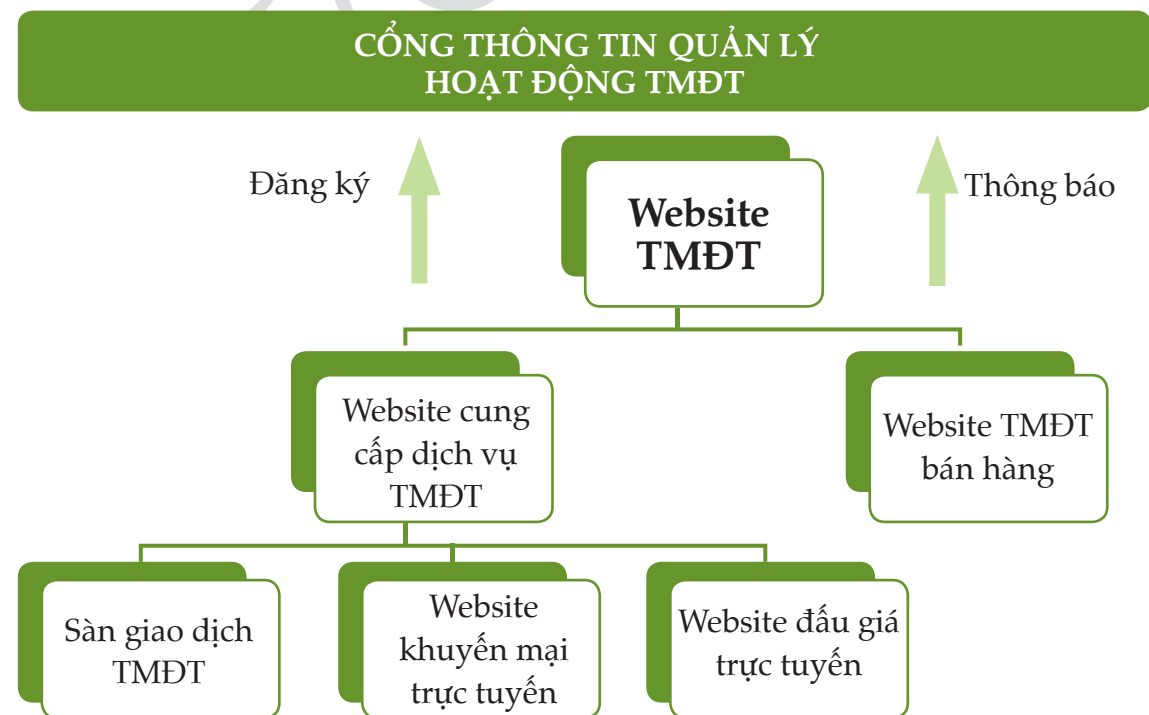 CỔNG THÔNG TIN QUẢN LÝ
HOẠT ĐỘNG TMĐT
Đăng ký
Website
TMĐT
Thông báo
Website cung
cấp dịch vụ
TMĐT
Website TMĐT
bán hàng
Sàn giao dịch
TMĐT
Website
khuyến mại
trực tuyến
Website đấu giá
trực tuyến